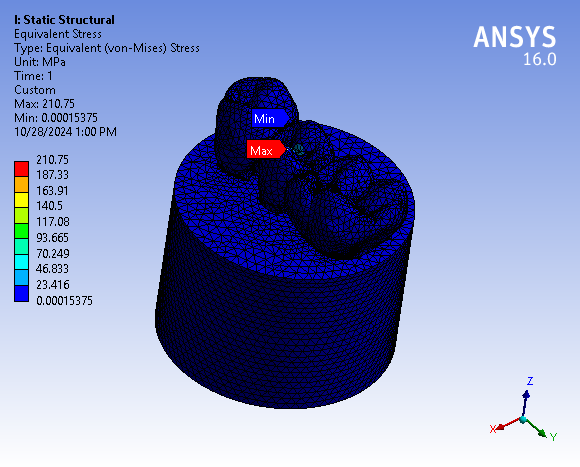 I: Static Structural
Equivalent Stress
Type: Equivalent (von-Mises) Stress
Unit: MPa
Time: 1
Custom
Max: 210.75
Min: 0.00015375
10/28/2024 1:00 PM
ANSYS
16.0
Min
Max
210.75
187.33
163.91
140.5
117.08
93.665
70.249
46.833
23.416
0.00015375
Z
X
Y